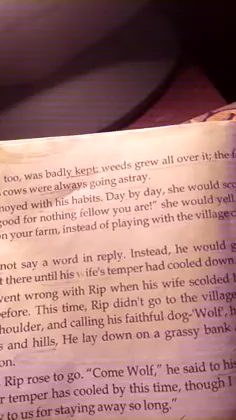 too, was badly kept; weeds grew all over it; the
cows were always going astray.
noyed with his habits. Day by day, she would
good for nothing fellow you are!" she would yell,
n your farm, instead of playing with the village
not say a word in reply. Instead, he would
t there until his wife's temper had cooled down.
vent wrong with Rip when his wife scolded
efore. This time, Rip didn't go to the village
houlder, and calling his faithful dog-'Wolf', h
s and hills, He lay down on a grassy bank a
on.
Rip rose to go. "Come Wolf," he said to his
r temper has cooled by this time, though I
y to us for staying away so long."